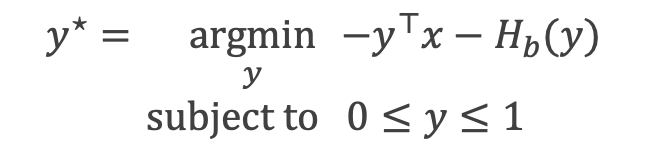 y⋆ = argmin −y⊤x − H_b(y)
y
subject to 0 ≤ y ≤ 1